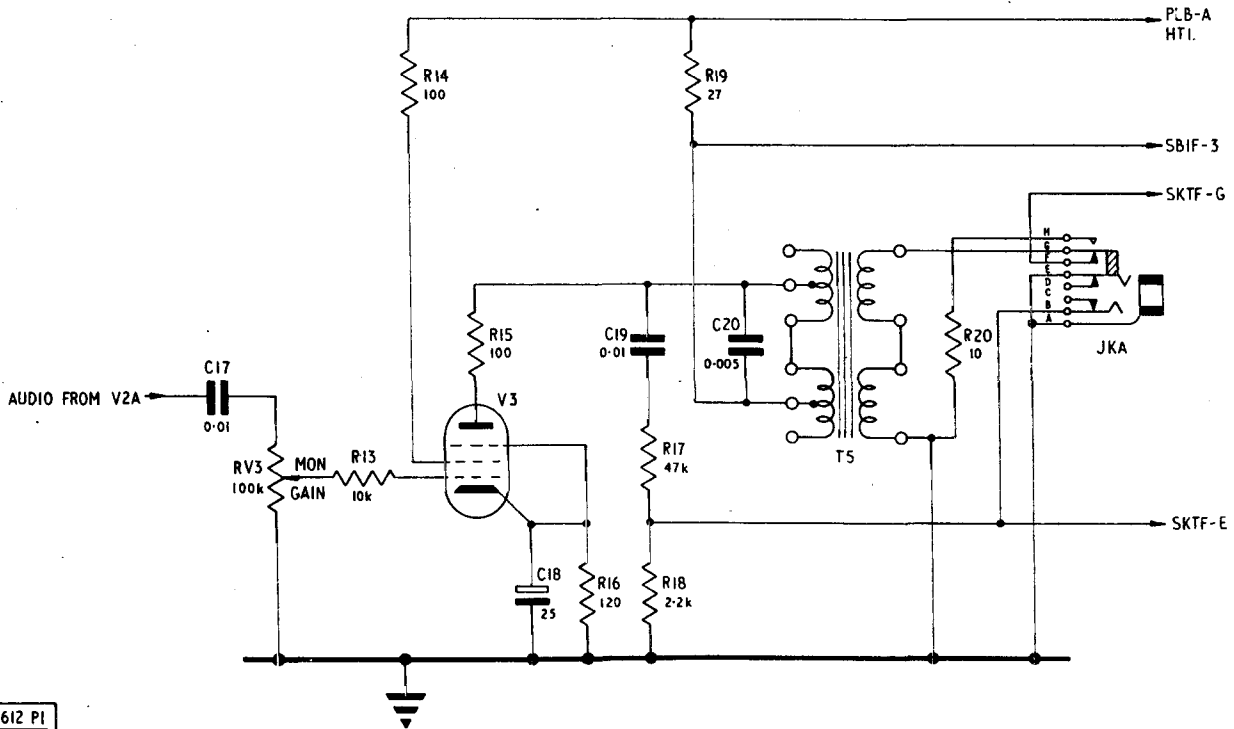 PLB-A
HT1.
R14
100
R19
27
SBIF-3
SKTF-G
H
G
F
E
D
C
B
A
JKA
R15
100
C19
0·01
C20
0·005
R20
10
C17
0·01
AUDIO FROM V2A
V3
T5
RV3
100k
MON
GAIN
R13
10k
R17
47k
SKTF-E
C18
25
R16
120
R18
2·2k
612 P1